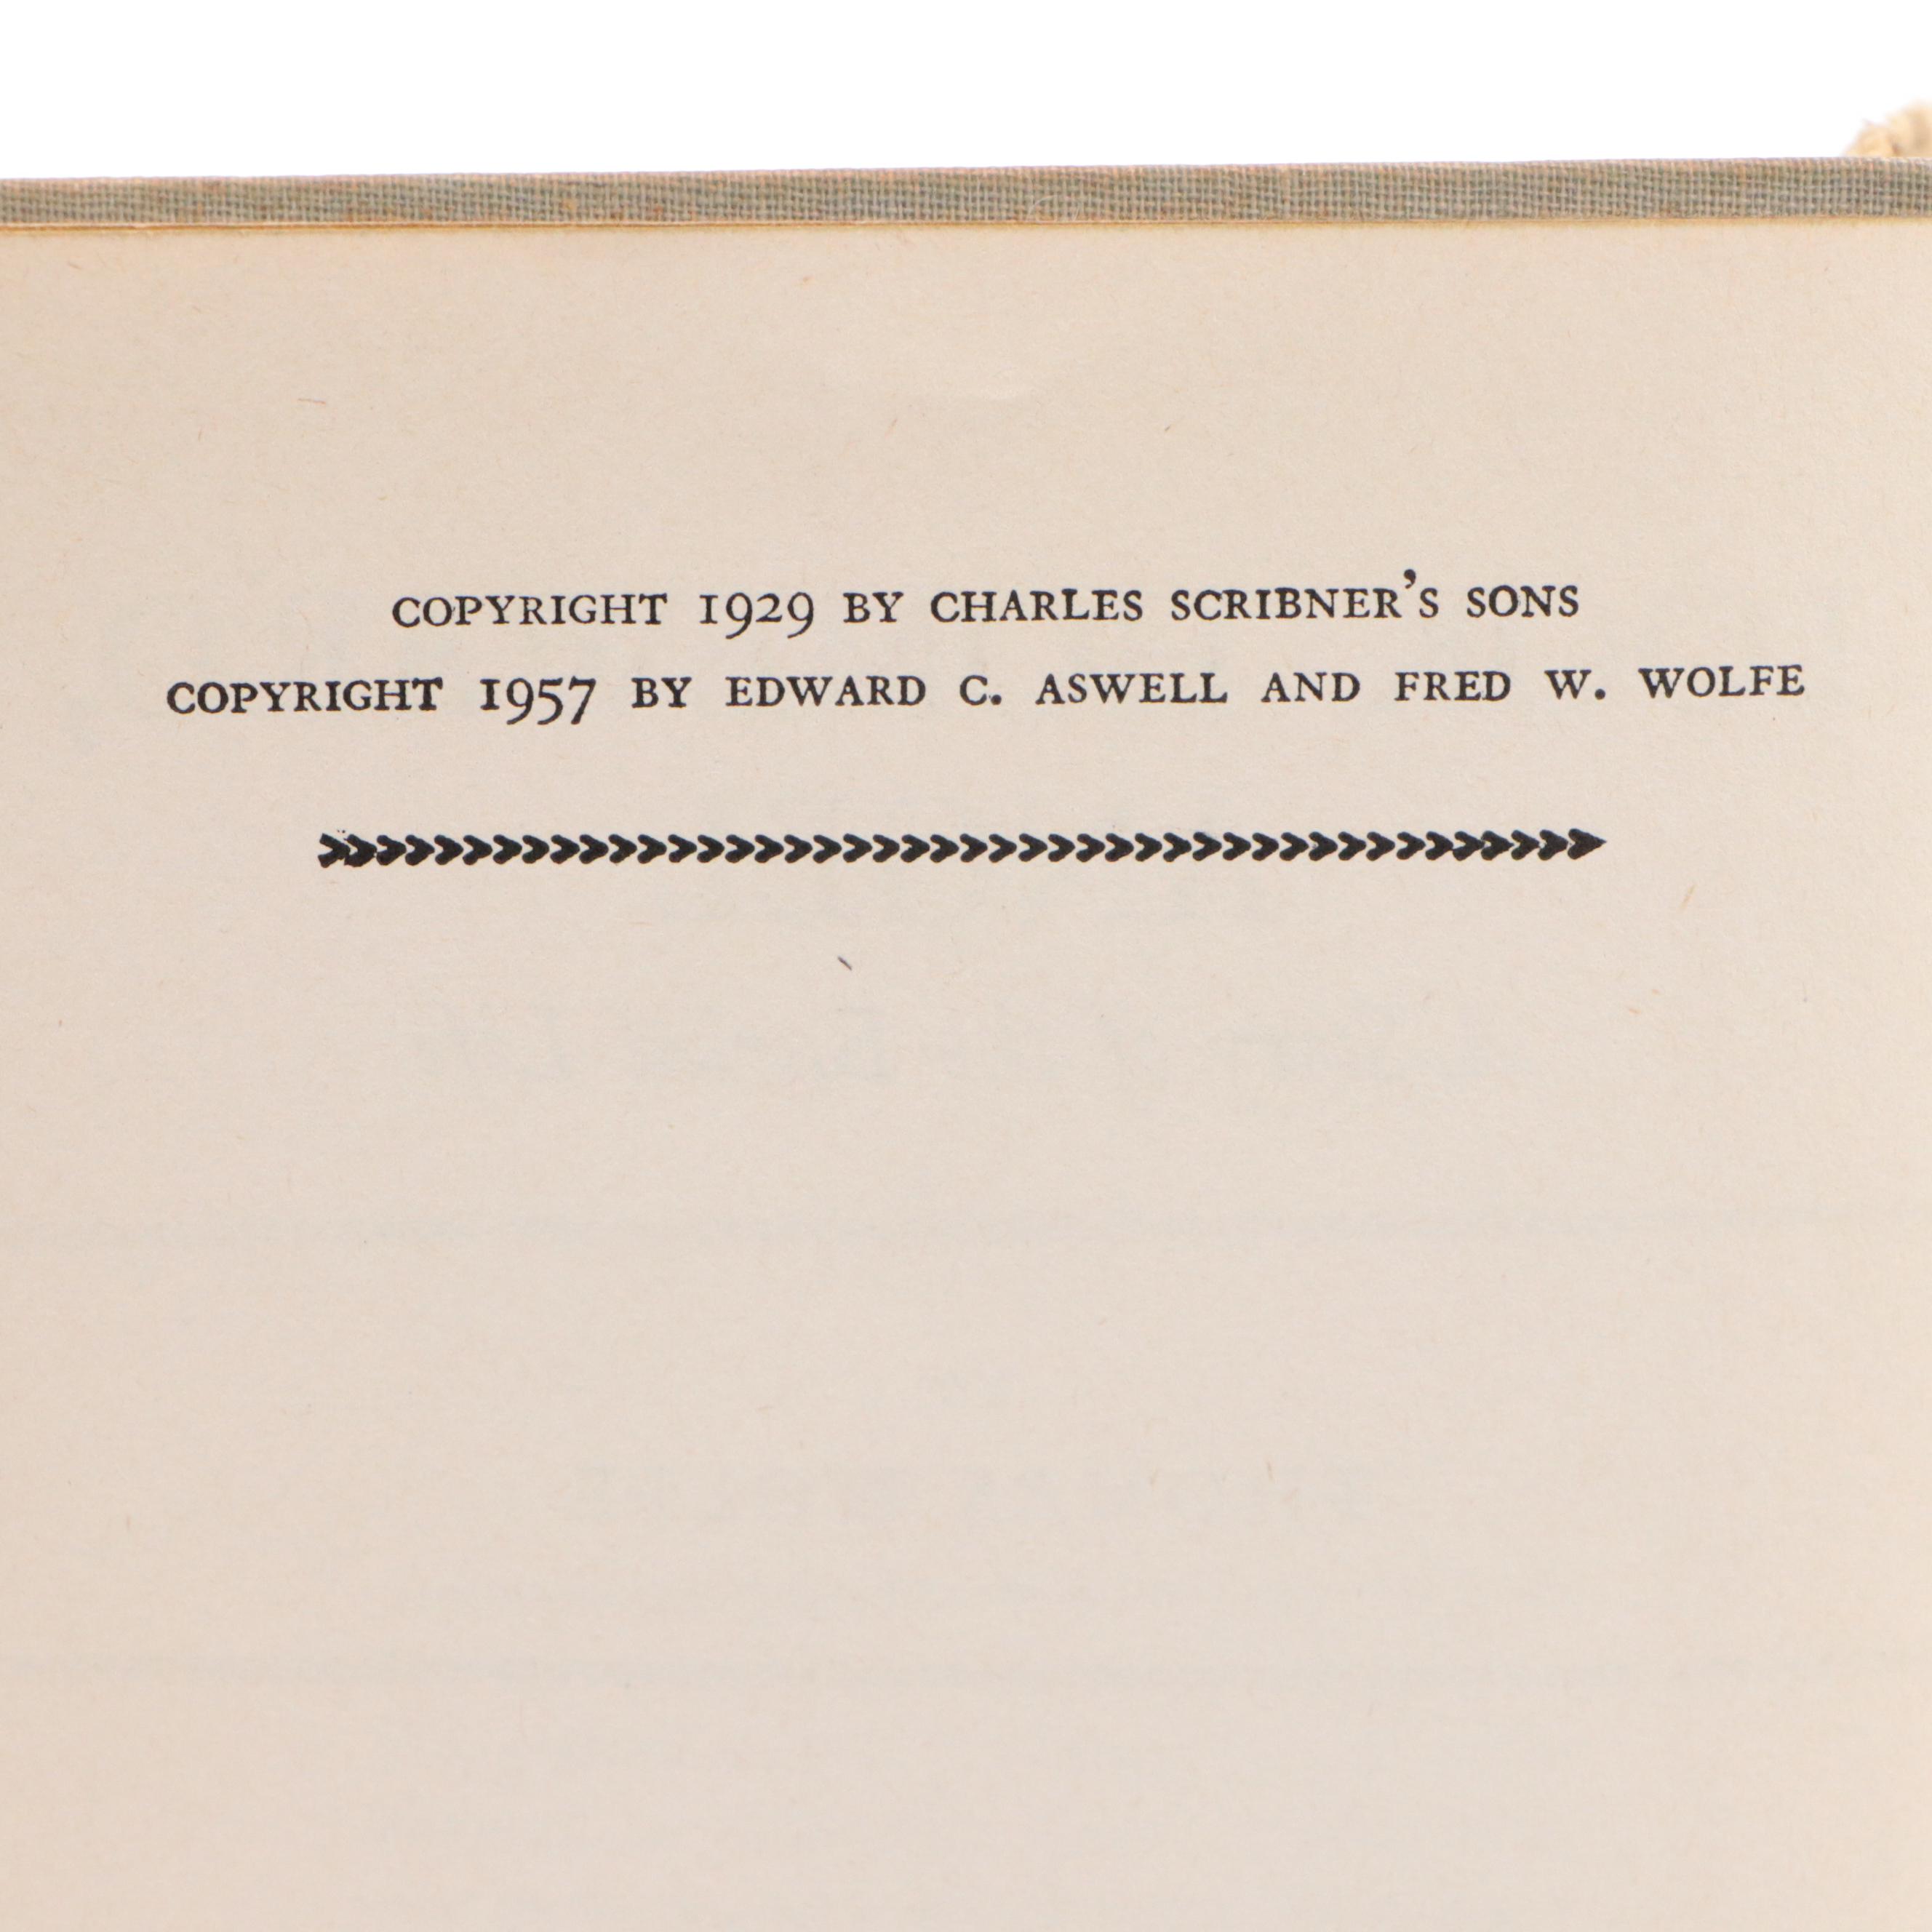 COPYRIGHT 1929 BY CHARLES SCRIBNER'S SONS
COPYRIGHT 1957 BY EDWARD C. ASWELL AND FRED W. WOLFE